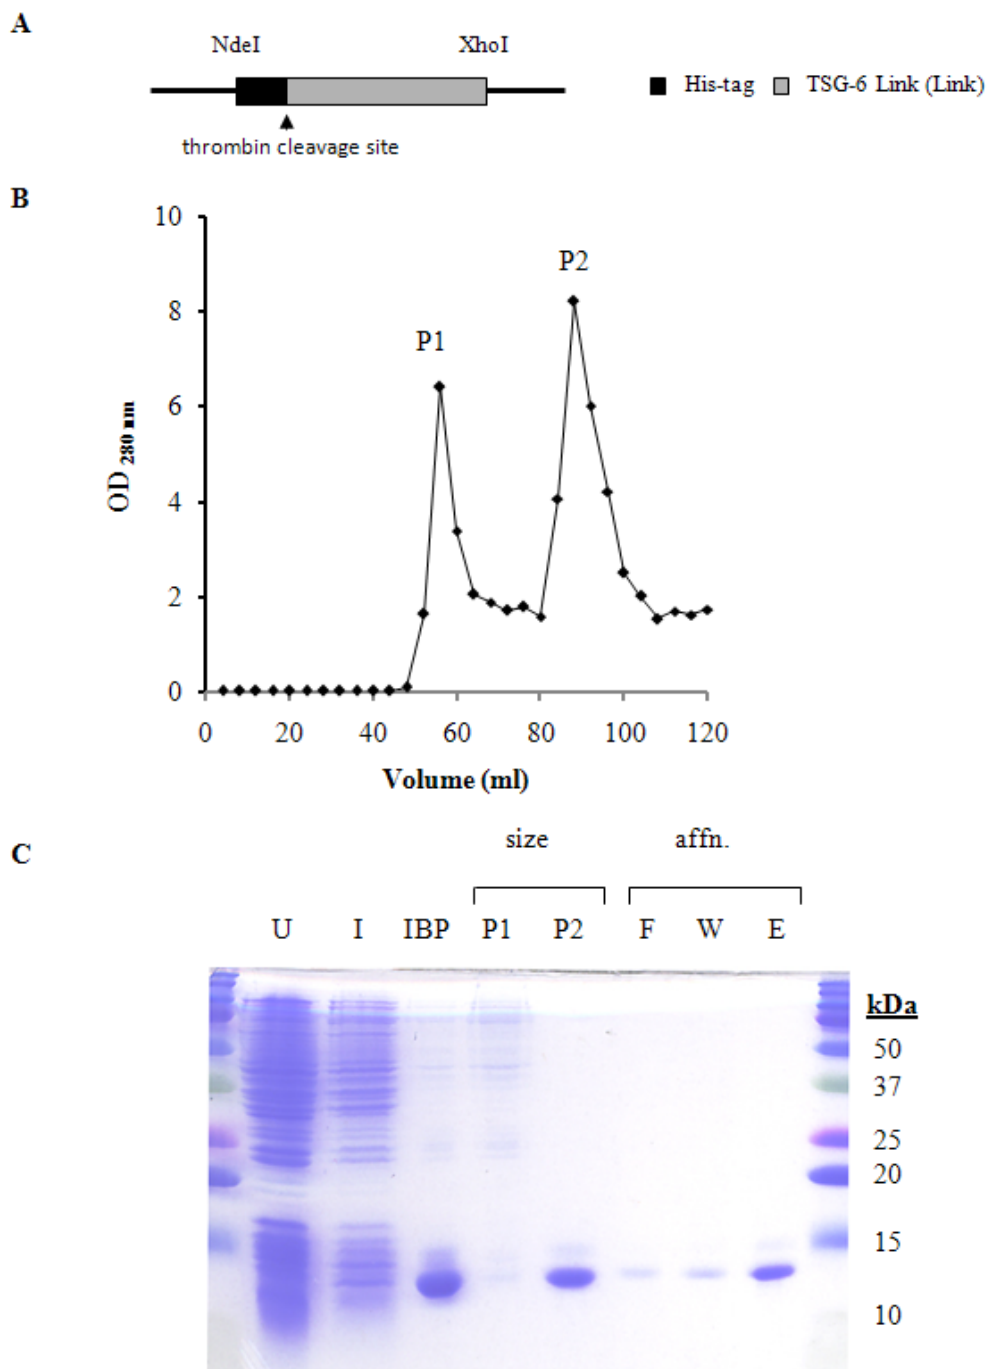 A
NdeI XhoI
His-tag TSG-6 Link (Link)
thrombin cleavage site
B
10
8
6
4
2
0
OD 280 nm
P1
P2
0 20 40 60 80 100 120
Volume (ml)
C
size affn.
U I IBP P1 P2 F W E
kDa
50
37
25
20
15
10